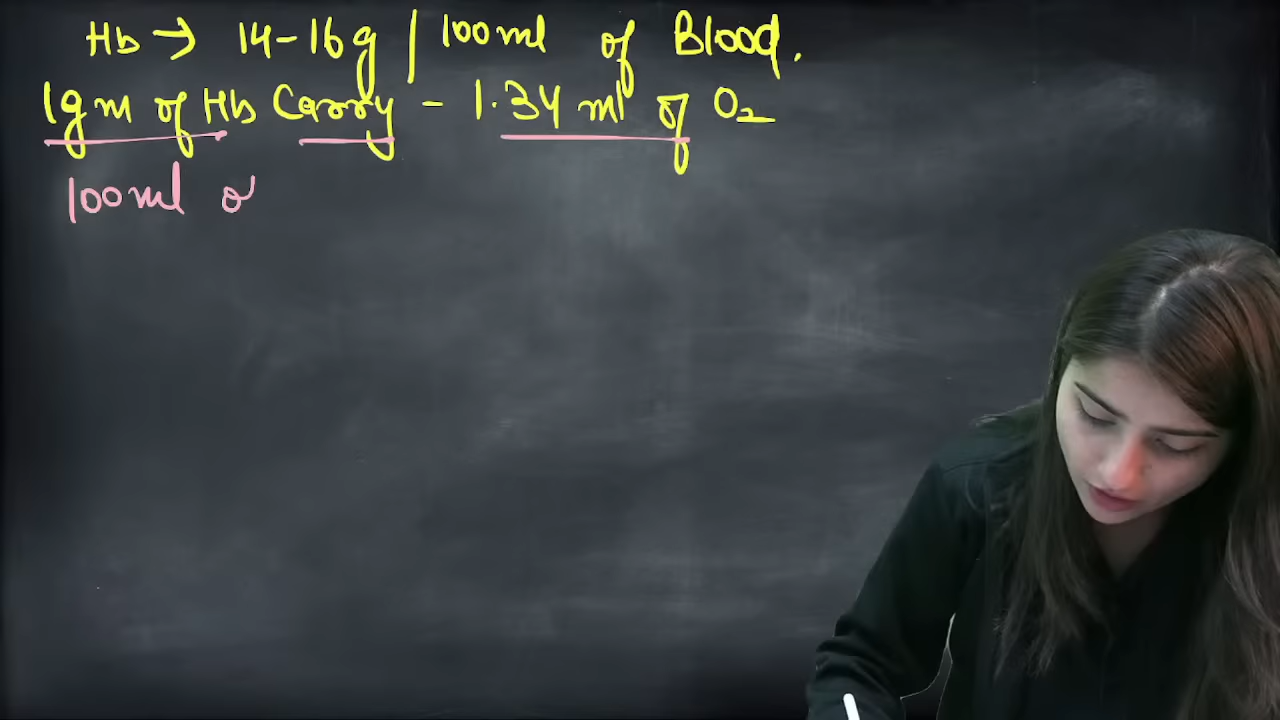 Hb → 14-16g / 100ml of Blood.
1gm of Hb Carry - 1.34 ml of O₂
100ml o